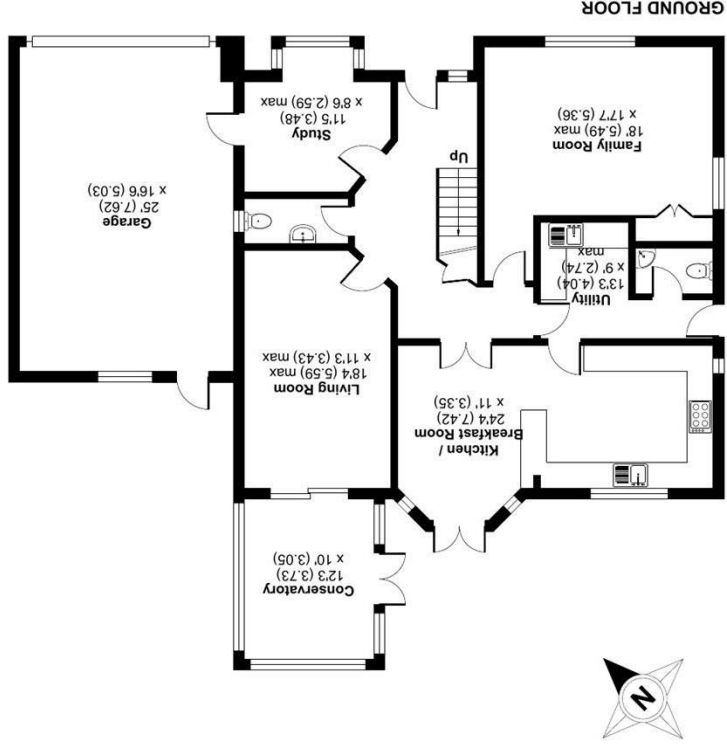 GROUND FLOOR
Family Room
18' (5.49) max
x 17'7 (5.36)
Up
Study
11'5 (3.48)
x 8'6 (2.59) max
Garage
25' (7.62)
x 16'6 (5.03)
Utility
13'3 (4.04)
x 9' (2.74)
max
Kitchen /
Breakfast Room
24'4 (7.42)
x 11' (3.35)
Living Room
18'4 (5.59) max
x 11'3 (3.43) max
Conservatory
12'3 (3.73)
x 10' (3.05)
N